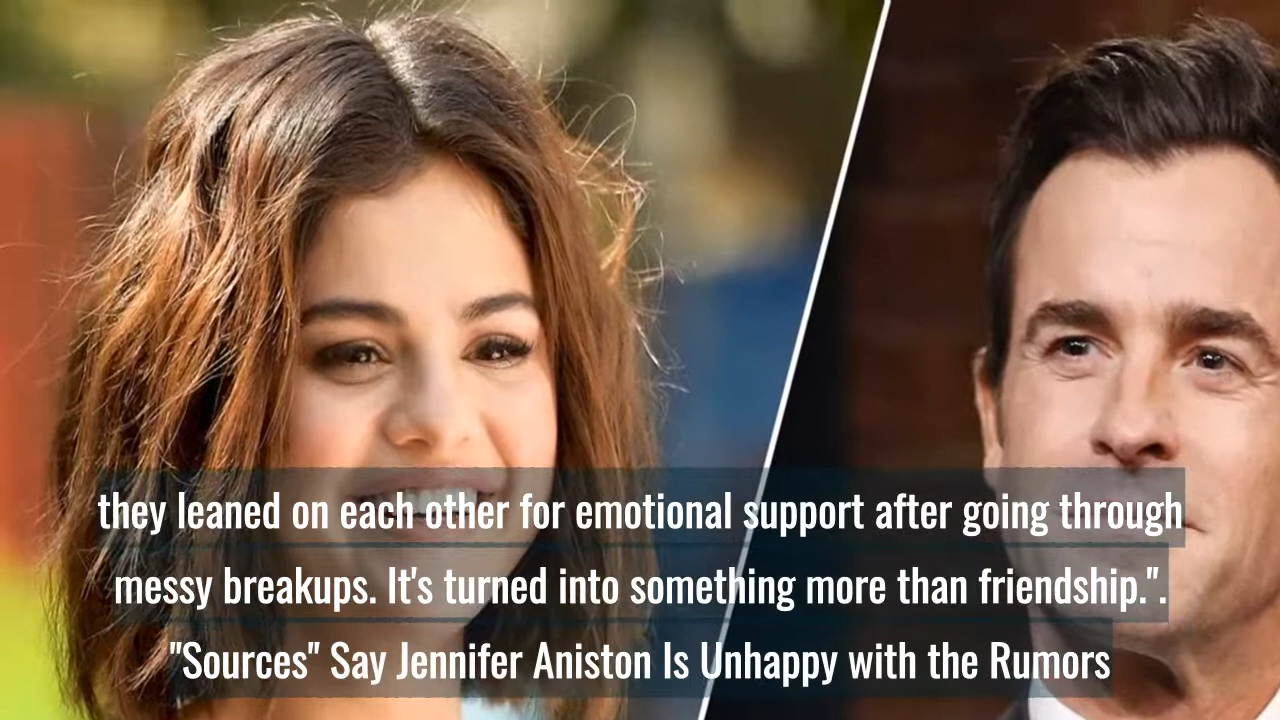 they leaned on each other for emotional support after going through
messy breakups. It's turned into something more than friendship.".
"Sources" Say Jennifer Aniston Is Unhappy with the Rumors